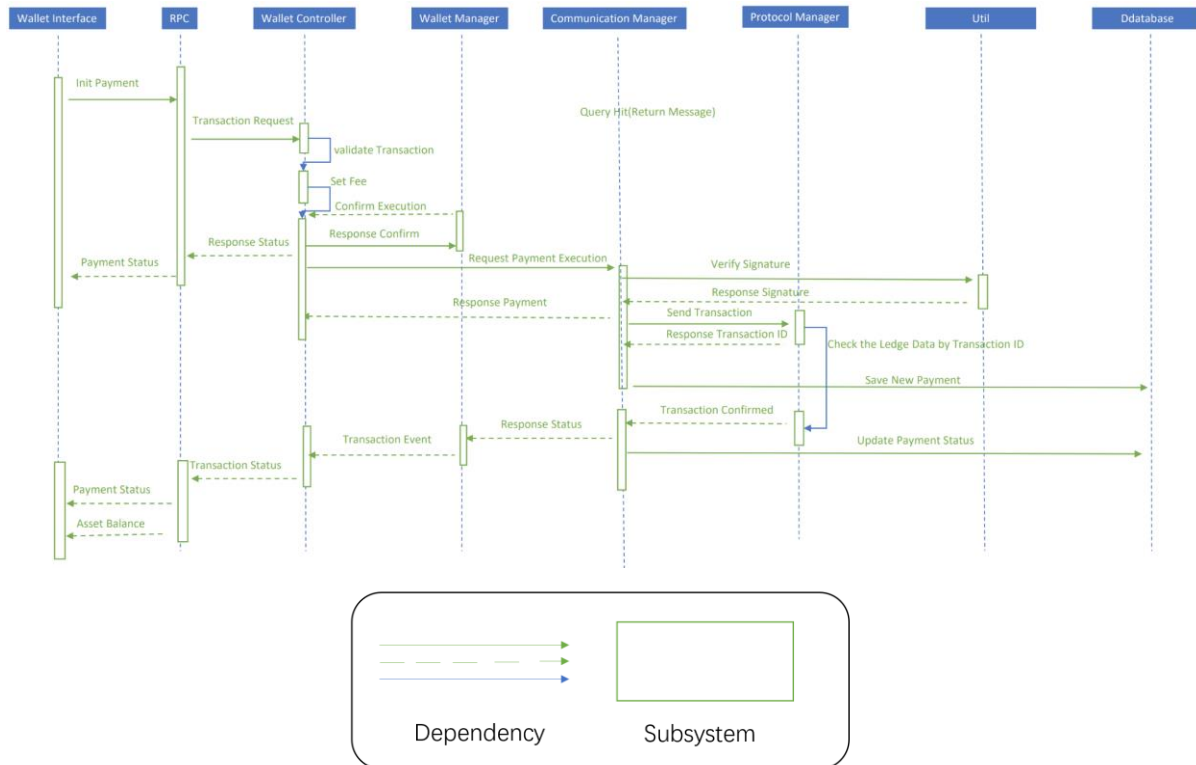 Wallet Interface
RPC
Wallet Controller
Wallet Manager
Communication Manager
Protocol Manager
Util
Ddatabase
Init Payment
Query Hit(Return Message)
Transaction Request
validate Transaction
Set Fee
Confirm Execution
Response Confirm
Response Status
Request Payment Execution
Payment Status
Verify Signature
Response Signature
Response Payment
Send Transaction
Response Transaction ID
Check the Ledge Data by Transaction ID
Save New Payment
Transaction Confirmed
Response Status
Transaction Event
Update Payment Status
Transaction Status
Payment Status
Asset Balance
Dependency
Subsystem